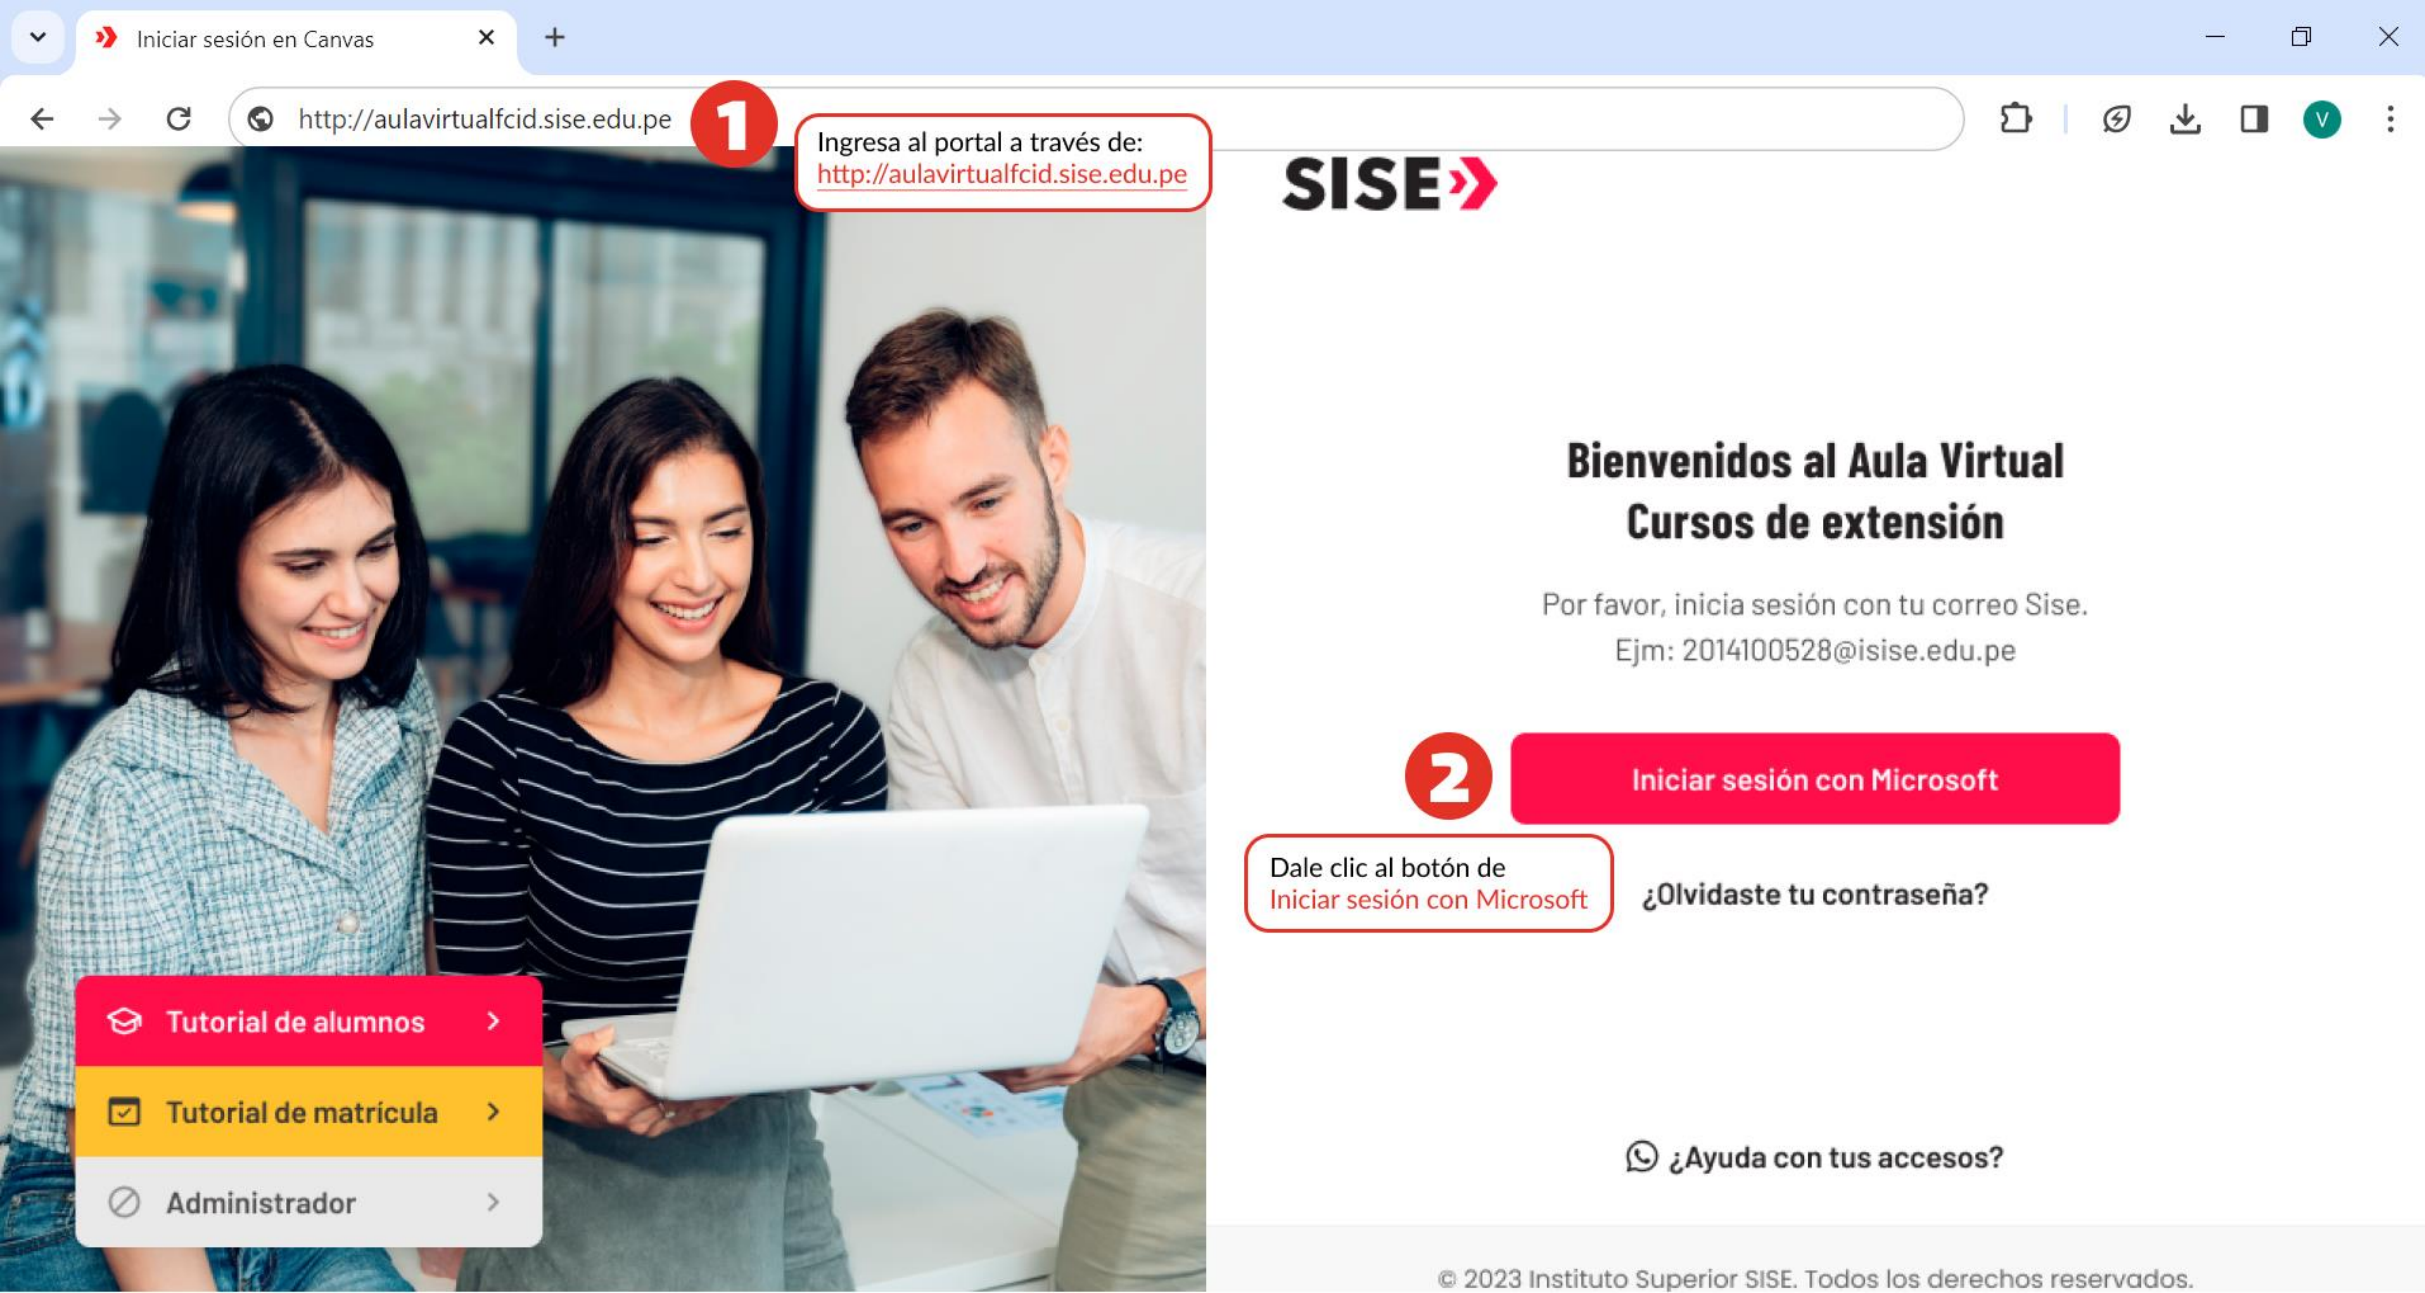 Iniciar sesión en Canvas
http://aulavirtualfcid.sise.edu.pe
V
1
Ingresa al portal a través de:
http://aulavirtualfcid.sise.edu.pe
SISE
Bienvenidos al Aula Virtual
Cursos de extensión
Por favor, inicia sesión con tu correo Sise.
Ejm: 2014100528@isise.edu.pe
2
Iniciar sesión con Microsoft
Dale clic al botón de
Iniciar sesión con Microsoft
¿Olvidaste tu contraseña?
Tutorial de alumnos
Tutorial de matrícula
Administrador
¿Ayuda con tus accesos?
© 2023 Instituto Superior SISE. Todos los derechos reservados.